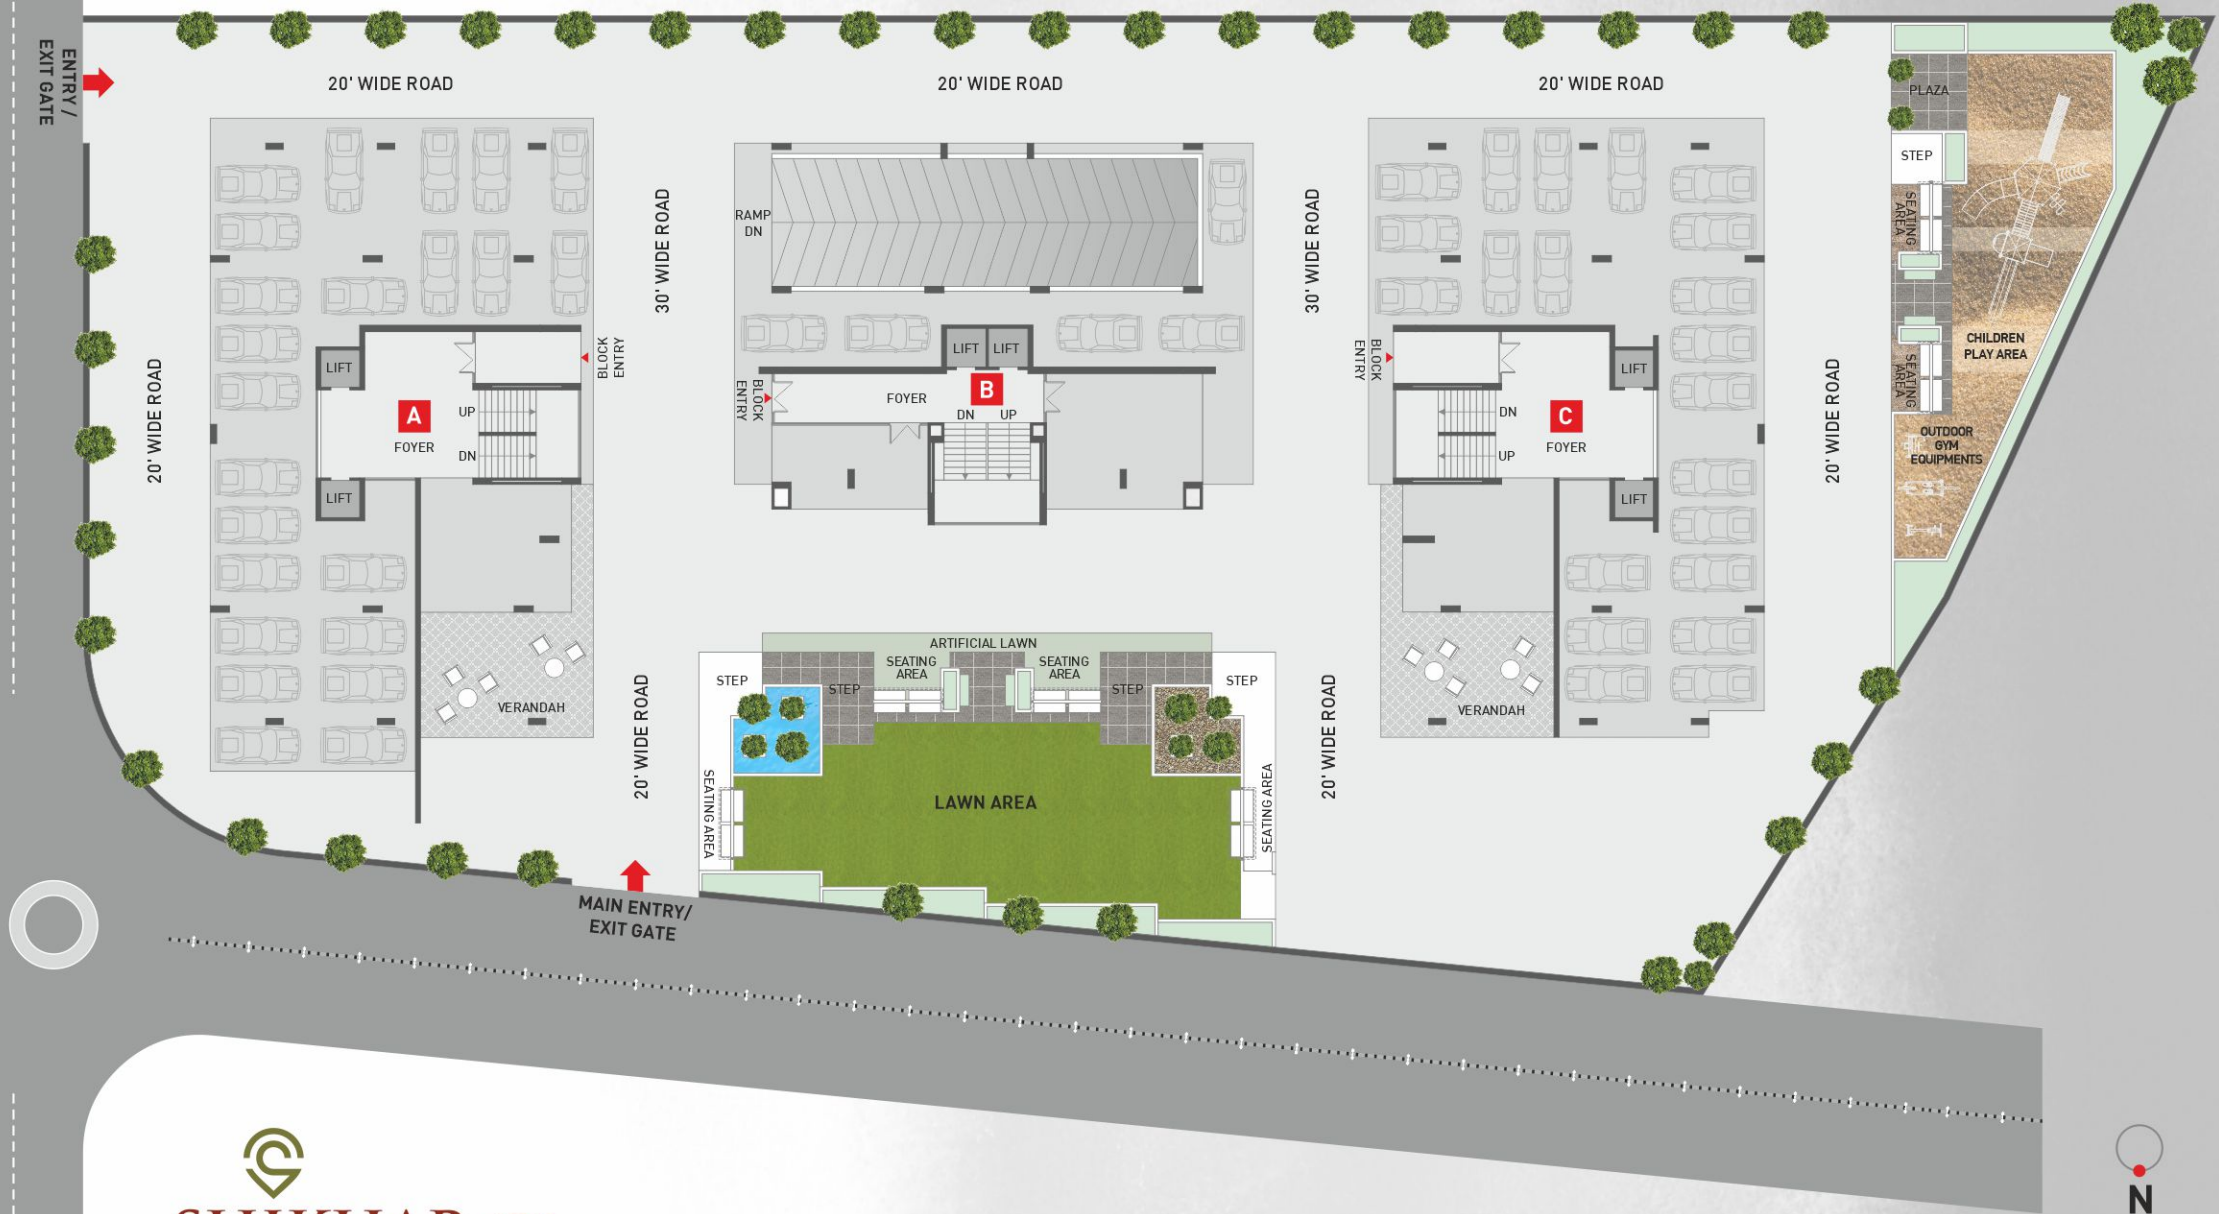 ENTRY /
EXIT GATE
20' WIDE ROAD
20' WIDE ROAD
20' WIDE ROAD
PLAZA
STEP
SEATING
AREA
30' WIDE ROAD
RAMP
DN
30' WIDE ROAD
CHILDREN
PLAY AREA
SEATING
AREA
OUTDOOR
GYM
EQUIPMENTS
20' WIDE ROAD
LIFT
A
FOYER
UP
DN
LIFT
BLOCK
ENTRY
BLOCK
ENTRY
LIFT
LIFT
FOYER
B
DN
UP
BLOCK
ENTRY
DN
UP
C
FOYER
LIFT
LIFT
20' WIDE ROAD
VERANDAH
20' WIDE ROAD
ARTIFICIAL LAWN
SEATING
AREA
SEATING
AREA
STEP
STEP
STEP
STEP
SEATING AREA
LAWN AREA
SEATING AREA
20' WIDE ROAD
VERANDAH
MAIN ENTRY/
EXIT GATE
N